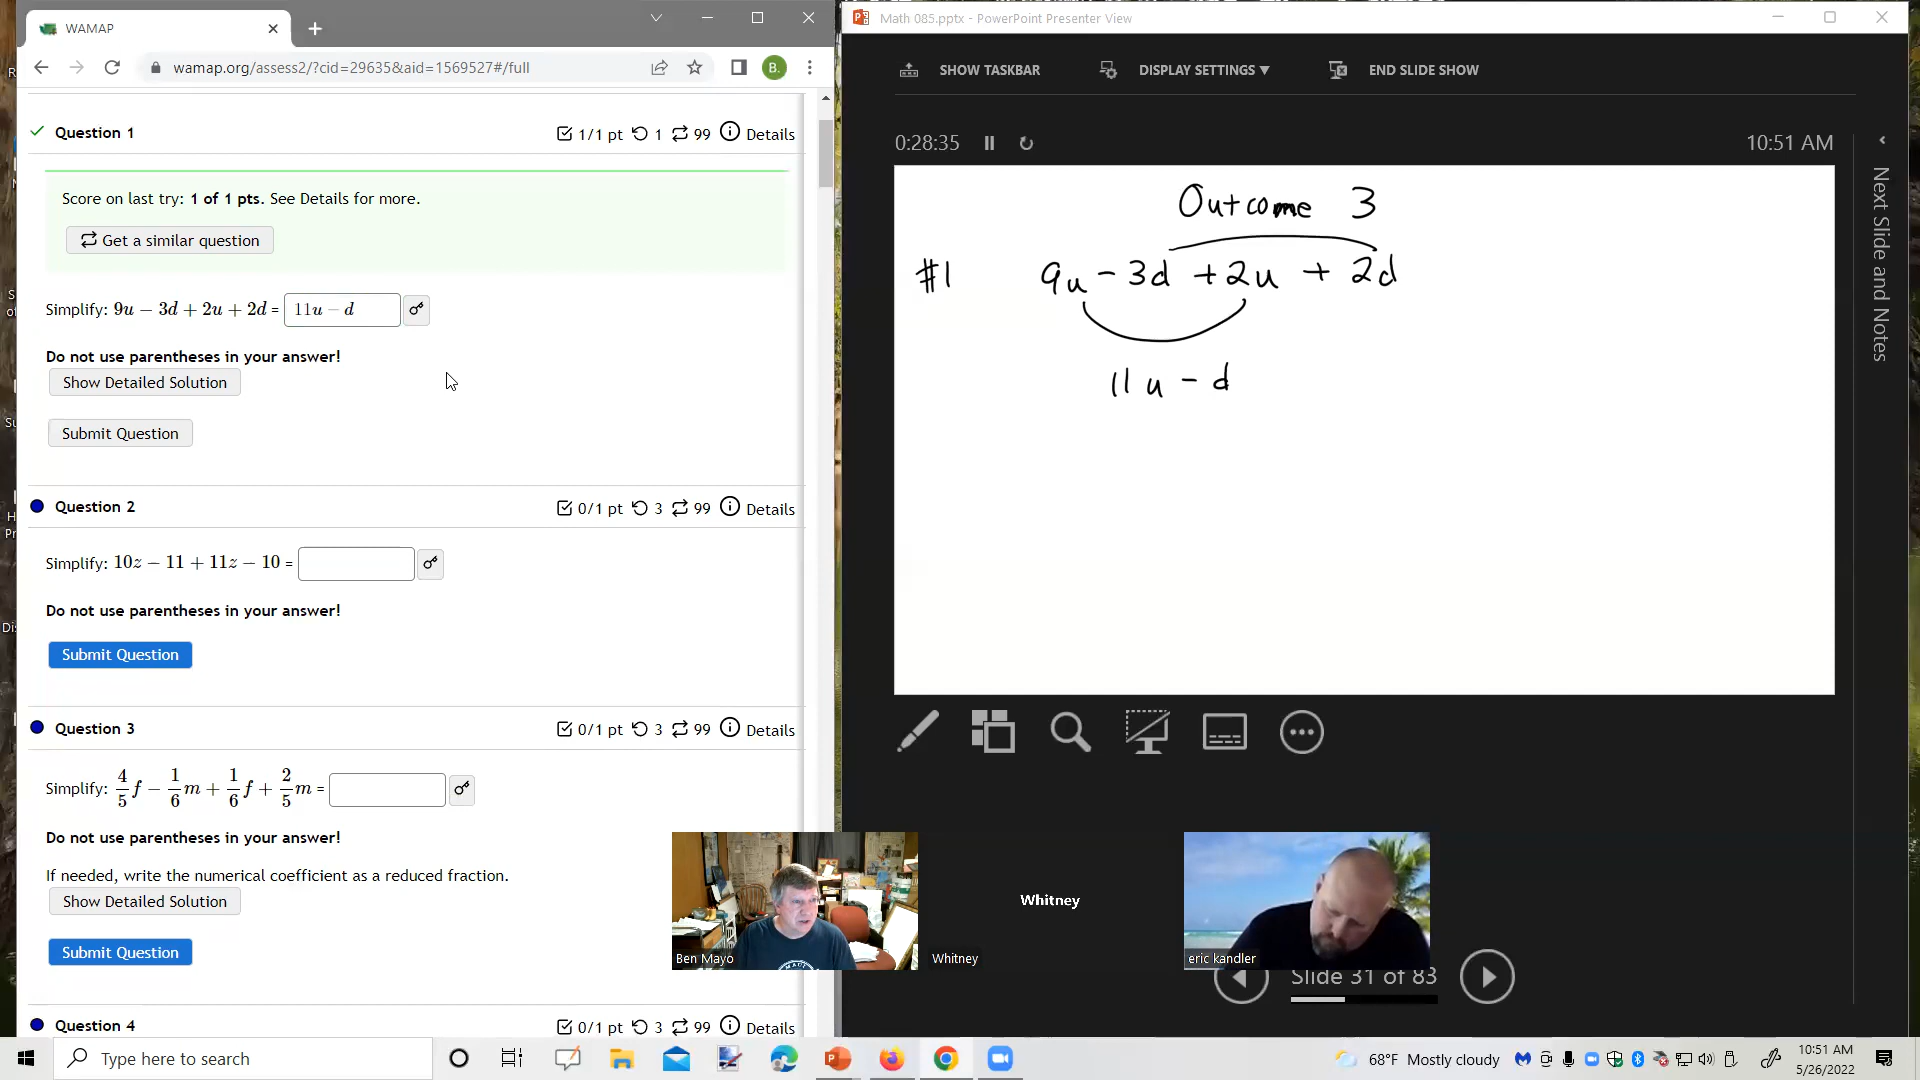 WAMAP
Math 085.pptx - PowerPoint Presenter View
wamap.org/assess2/?cid=29635&aid=1569527#/full
B.
SHOW TASKBAR
DISPLAY SETTINGS
END SLIDE SHOW
Question 1
1/1 pt 1 99 Details
Score on last try: 1 of 1 pts. See Details for more.
Get a similar question
Simplify: 9u − 3d + 2u + 2d = 11u − d
Do not use parentheses in your answer!
Show Detailed Solution
Submit Question
Question 2
0/1 pt 3 99 Details
Simplify: 10z − 11 + 11z − 10 =
Do not use parentheses in your answer!
Submit Question
Question 3
0/1 pt 3 99 Details
Simplify: 4/5 f − 1/6 m + 1/6 f + 2/5 m =
Do not use parentheses in your answer!
If needed, write the numerical coefficient as a reduced fraction.
Show Detailed Solution
Submit Question
Question 4
0/1 pt 3 99 Details
0:28:35
10:51 AM
Outcome 3
#1 9u − 3d + 2u + 2d
11u − d
Next Slide and Notes
Ben Mayo
Whitney
Whitney
eric kandler
Slide 31 of 83
Type here to search
68°F Mostly cloudy
10:51 AM
5/26/2022